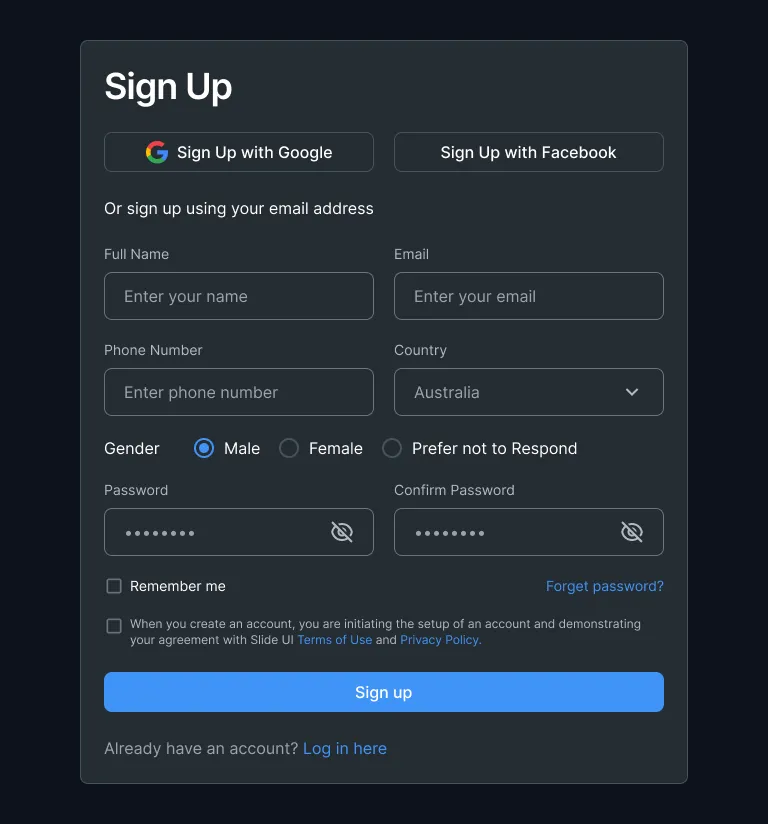 Sign Up
Sign Up with Google
Sign Up with Facebook
Or sign up using your email address
Full Name
Email
Enter your name
Enter your email
Phone Number
Country
Enter phone number
Australia
Gender Male Female Prefer not to Respond
Password
Confirm Password
Remember me
Forget password?
When you create an account, you are initiating the setup of an account and demonstrating
your agreement with Slide UI Terms of Use and Privacy Policy.
Sign up
Already have an account? Log in here